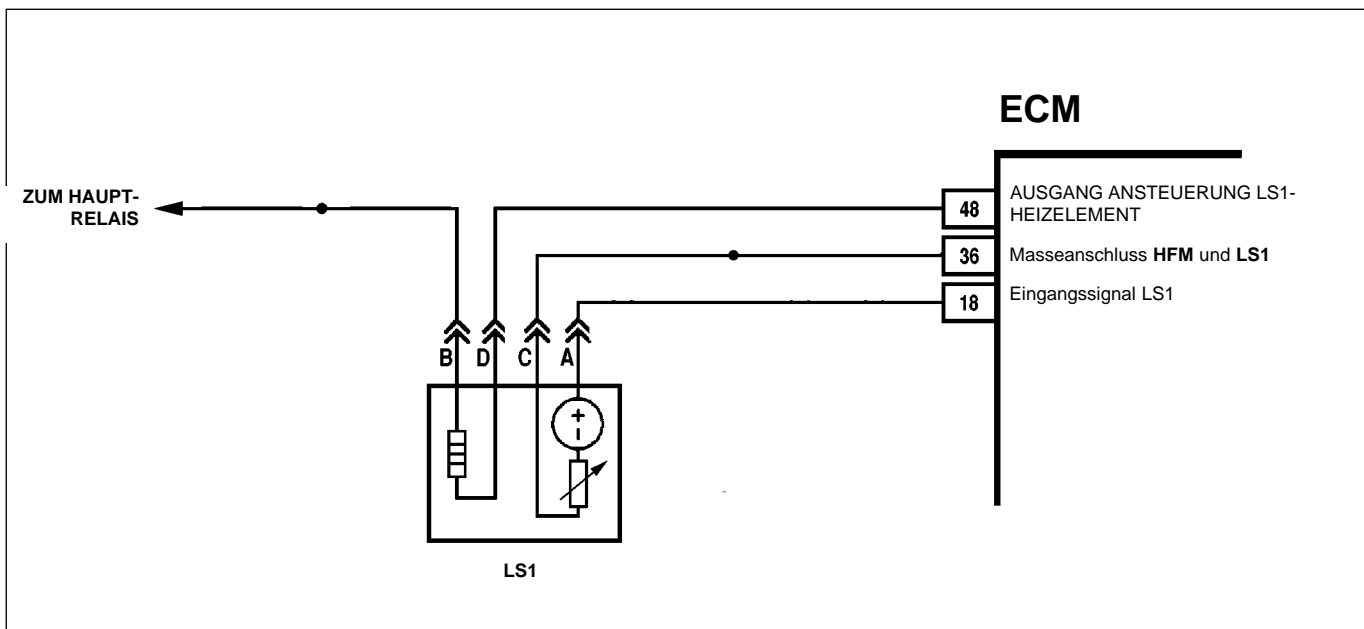 ECM
ZUM HAUPT-
RELAIS
48
AUSGANG ANSTEUERUNG LS1-
HEIZELEMENT
36
Masseanschluss HFM und LS1
18
Eingangssignal LS1
B D C A
+
-
LS1